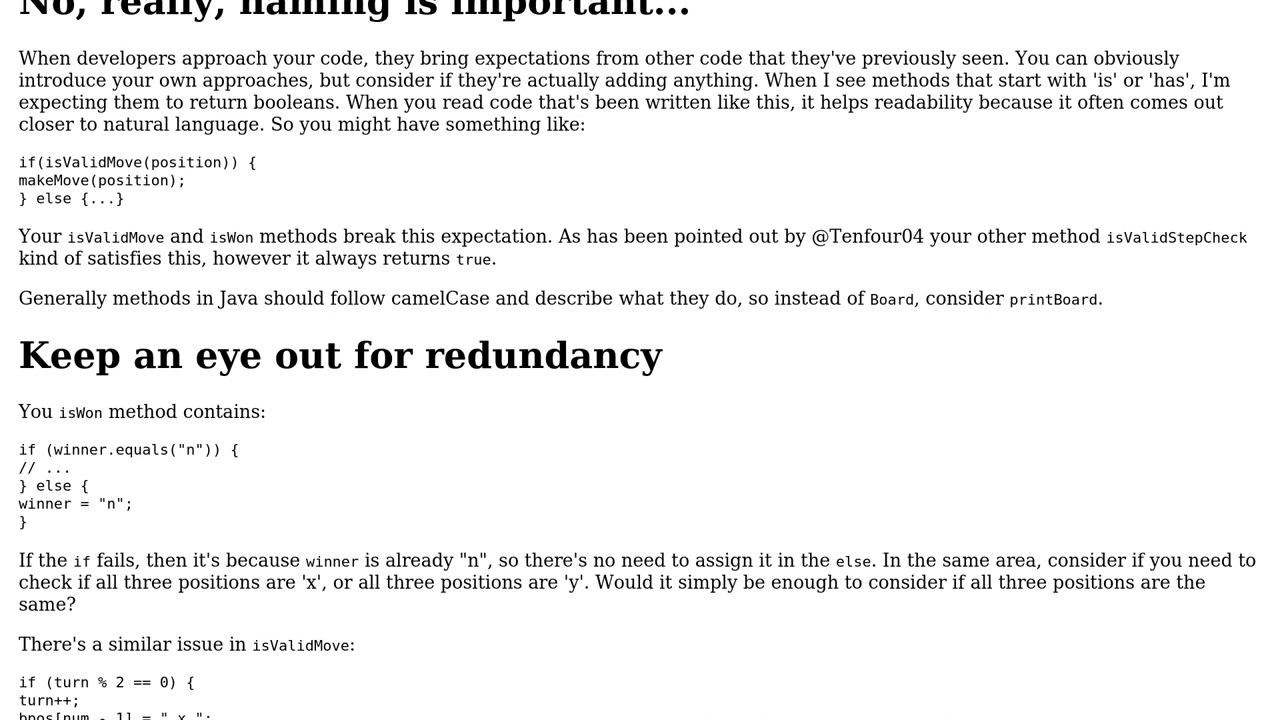 No, really, naming is important...
When developers approach your code, they bring expectations from other code that they've previously seen. You can obviously
introduce your own approaches, but consider if they're actually adding anything. When I see methods that start with 'is' or 'has', I'm
expecting them to return booleans. When you read code that's been written like this, it helps readability because it often comes out
closer to natural language. So you might have something like:
if(isValidMove(position)) {
makeMove(position);
} else {...}
Your isValidMove and isWon methods break this expectation. As has been pointed out by @Tenfour04 your other method isValidStepCheck
kind of satisfies this, however it always returns true.
Generally methods in Java should follow camelCase and describe what they do, so instead of Board, consider printBoard.
Keep an eye out for redundancy
You isWon method contains:
if (winner.equals("n")) {
// ...
} else {
winner = "n";
}
If the if fails, then it's because winner is already "n", so there's no need to assign it in the else. In the same area, consider if you need to
check if all three positions are 'x', or all three positions are 'y'. Would it simply be enough to consider if all three positions are the
same?
There's a similar issue in isValidMove:
if (turn % 2 == 0) {
turn++;
bpos[num - 1] = " x ";